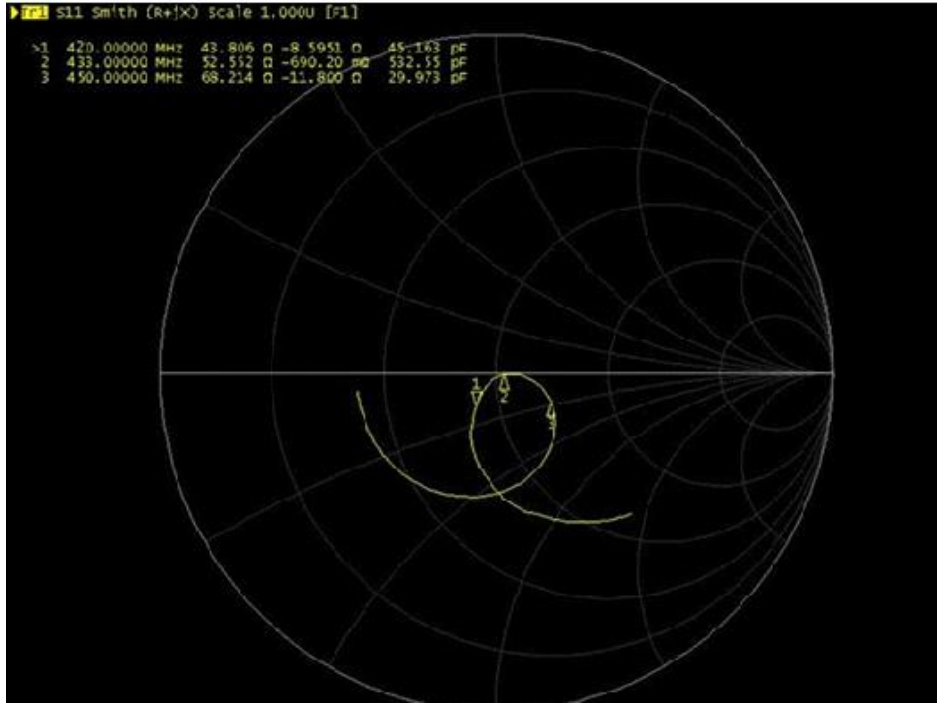 ▶Tr1 S11 Smith (R+jX) Scale 1.000U [F1]
>1 420.00000 MHz 43.806 Ω -8.5951 Ω 45.163 pF
2 433.00000 MHz 52.552 Ω -690.20 mΩ 532.55 pF
3 450.00000 MHz 68.214 Ω -11.800 Ω 29.973 pF
1
2
3